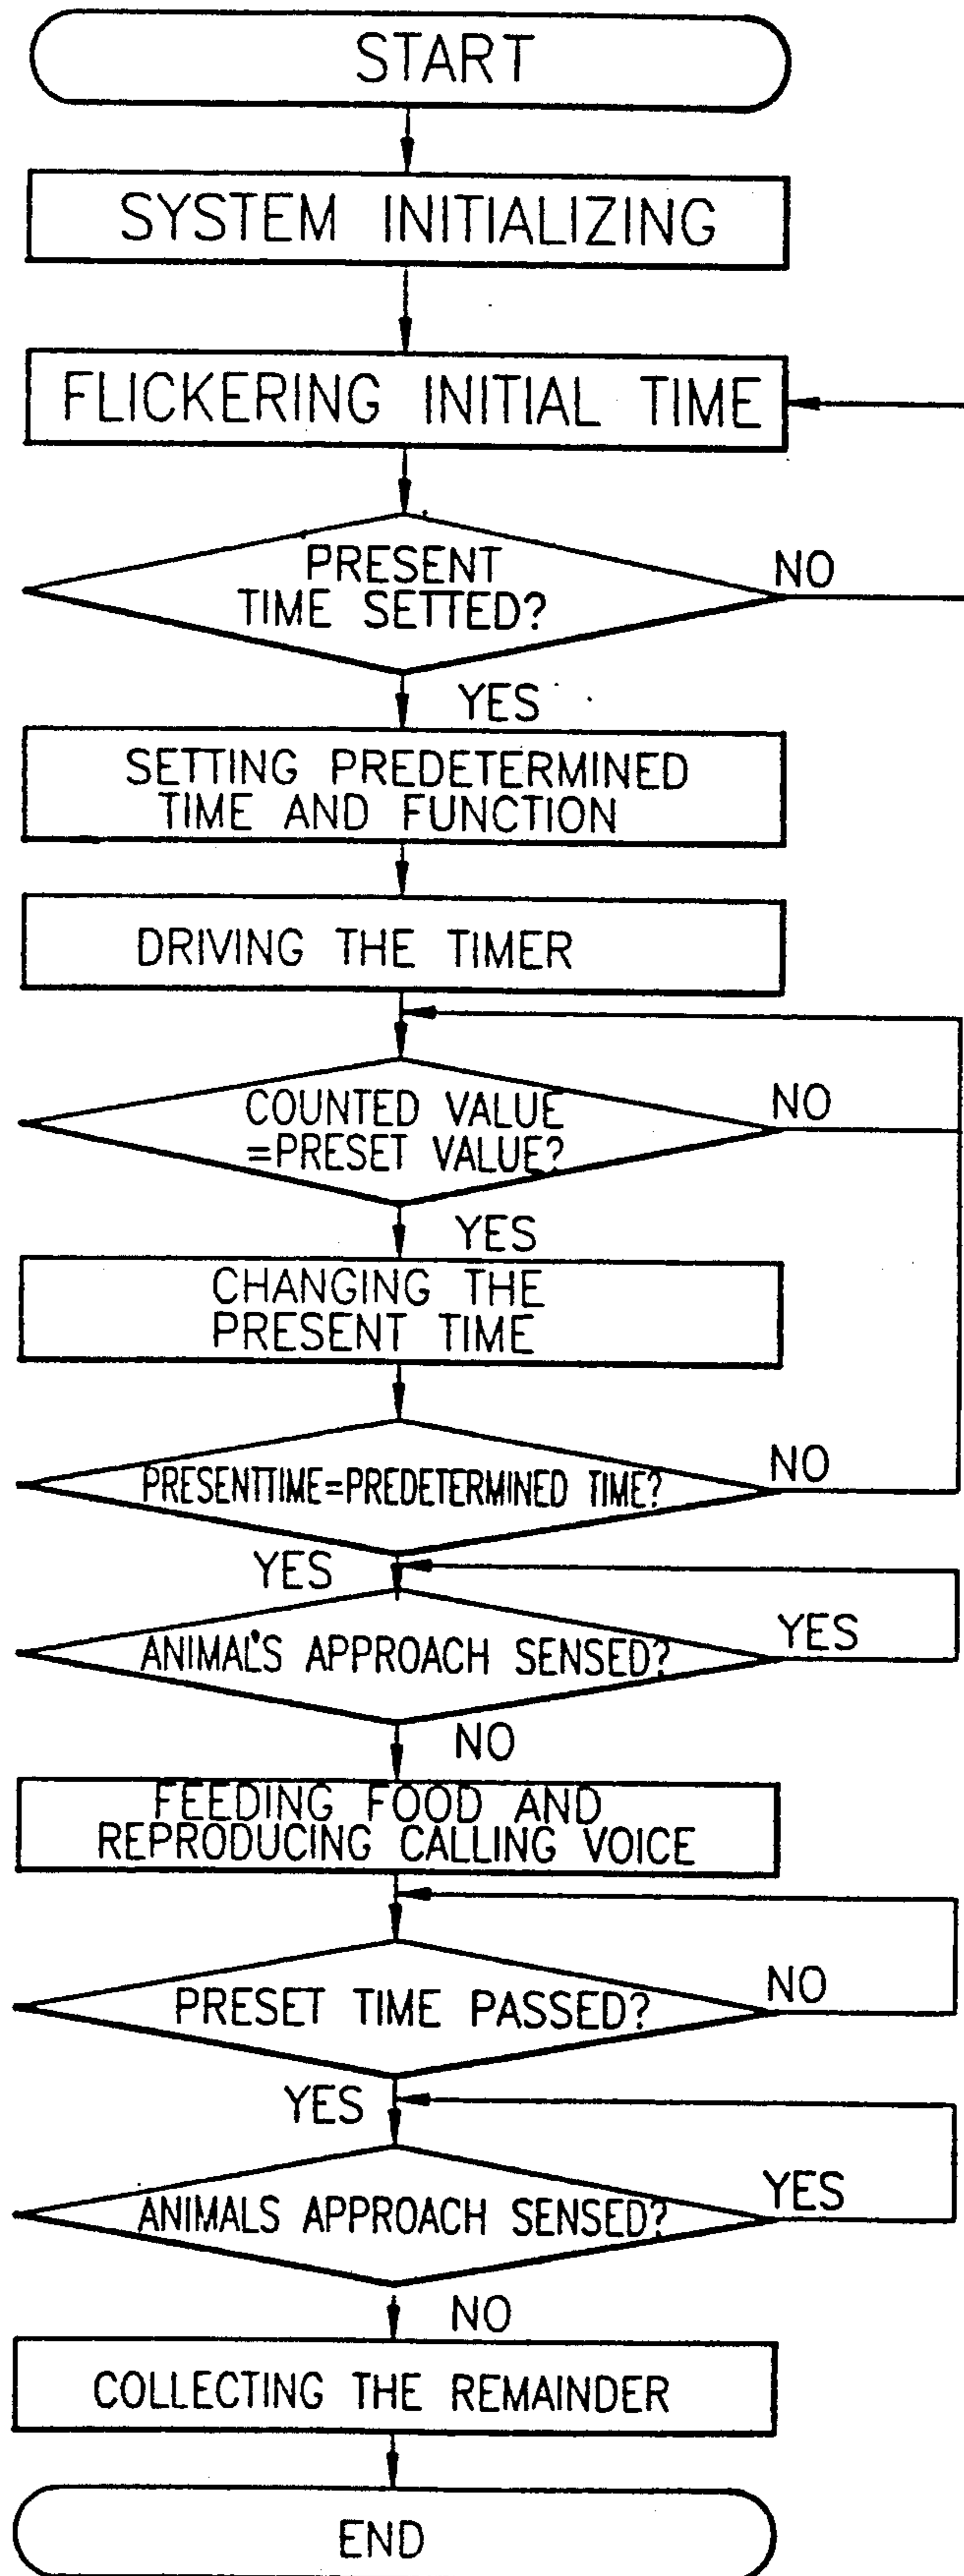 START
SYSTEM INITIALIZING
FLICKERING INITIAL TIME
PRESENT
TIME SETTED?
NO
YES
SETTING PREDETERMINED
TIME AND FUNCTION
DRIVING THE TIMER
COUNTED VALUE
=PRESET VALUE?
NO
YES
CHANGING THE
PRESENT TIME
PRESENTTIME=PREDETERMINED TIME?
NO
YES
ANIMAL'S APPROACH SENSED?
YES
NO
FEEDING FOOD AND
REPRODUCING CALLING VOICE
PRESET TIME PASSED?
NO
YES
ANIMALS APPROACH SENSED?
YES
NO
COLLECTING THE REMAINDER
END